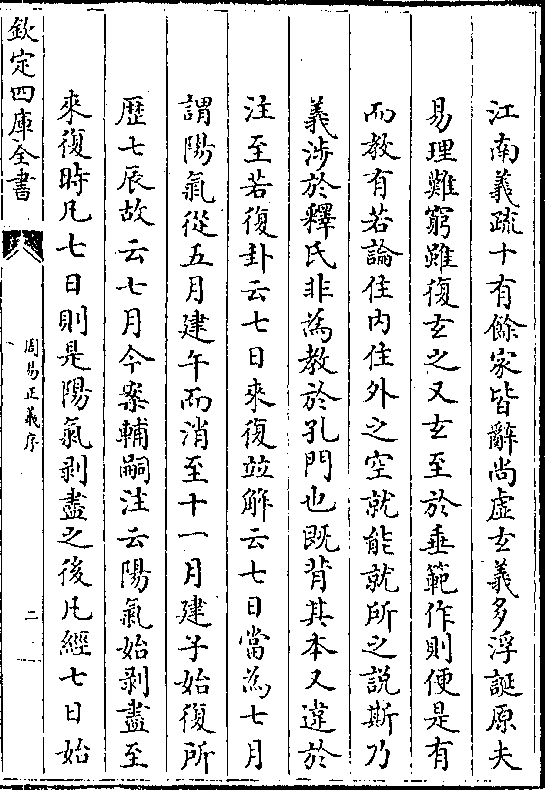 江南義疏十有餘家皆辭尚虛玄義多浮誕原夫
易理難窮雖復玄之又玄至於垂範作則便是有
而教有若論住内住外之空就能就所之說斯乃
義涉於釋氏非為教於孔門也既背其本又違於
注至若復卦云七日來復並解云七日當為七月
謂陽氣從五月建午而消至十一月建子始復所
歷七辰故云七月今案輔嗣注云陽氣始剥盡至
來復時凡七日則是陽氣剥盡之後凡經七日始
欽定四庫全書
周易正義序
二